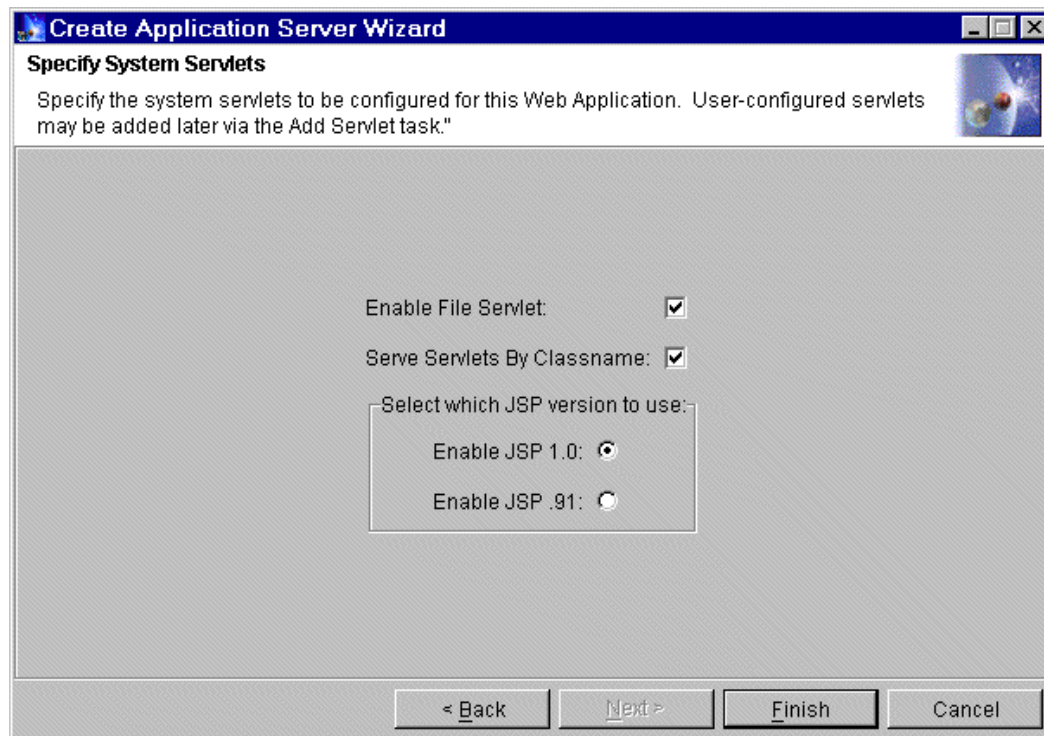 Create Application Server Wizard
Specify System Servlets
Specify the system servlets to be configured for this Web Application. User-configured servlets
may be added later via the Add Servlet task."
Enable File Servlet:
Serve Servlets By Classname:
Select which JSP version to use:
Enable JSP 1.0:
Enable JSP .91:
< Back Next > Finish Cancel